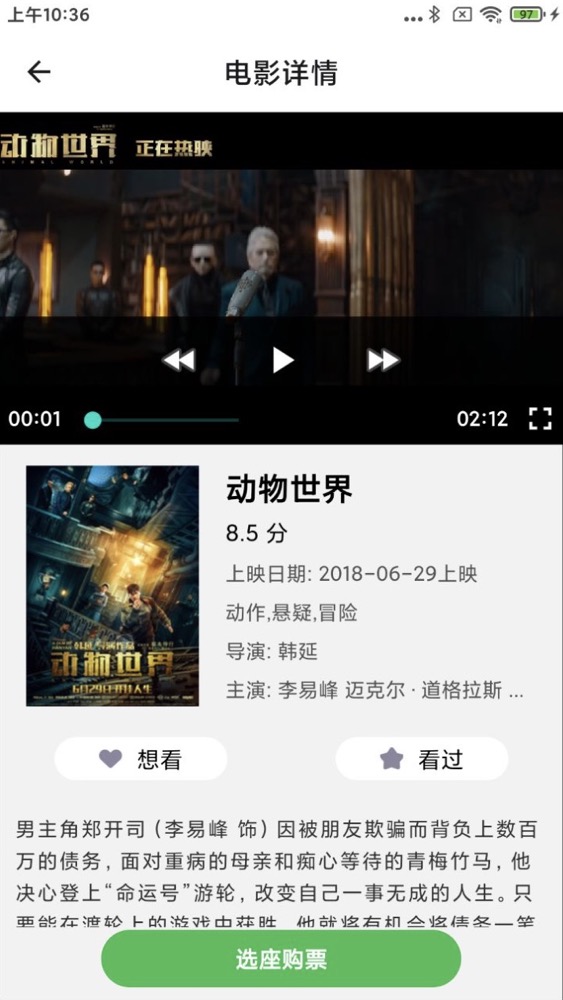 上午10:36
97
电影详情
动物世界 正在热映
00:01
02:12
动物世界
8.5 分
上映日期: 2018-06-29上映
动作,悬疑,冒险
导演: 韩延
主演: 李易峰 迈克尔 · 道格拉斯 ...
动物世界
想看
看过
男主角郑开司（李易峰 饰）因被朋友欺骗而背负上数百
万的债务，面对重病的母亲和痴心等待的青梅竹马，他
决心登上“命运号”游轮，改变自己一事无成的人生。只
要能在渡轮上的游戏中获胜，他就将有机会将债务一笔
选座购票